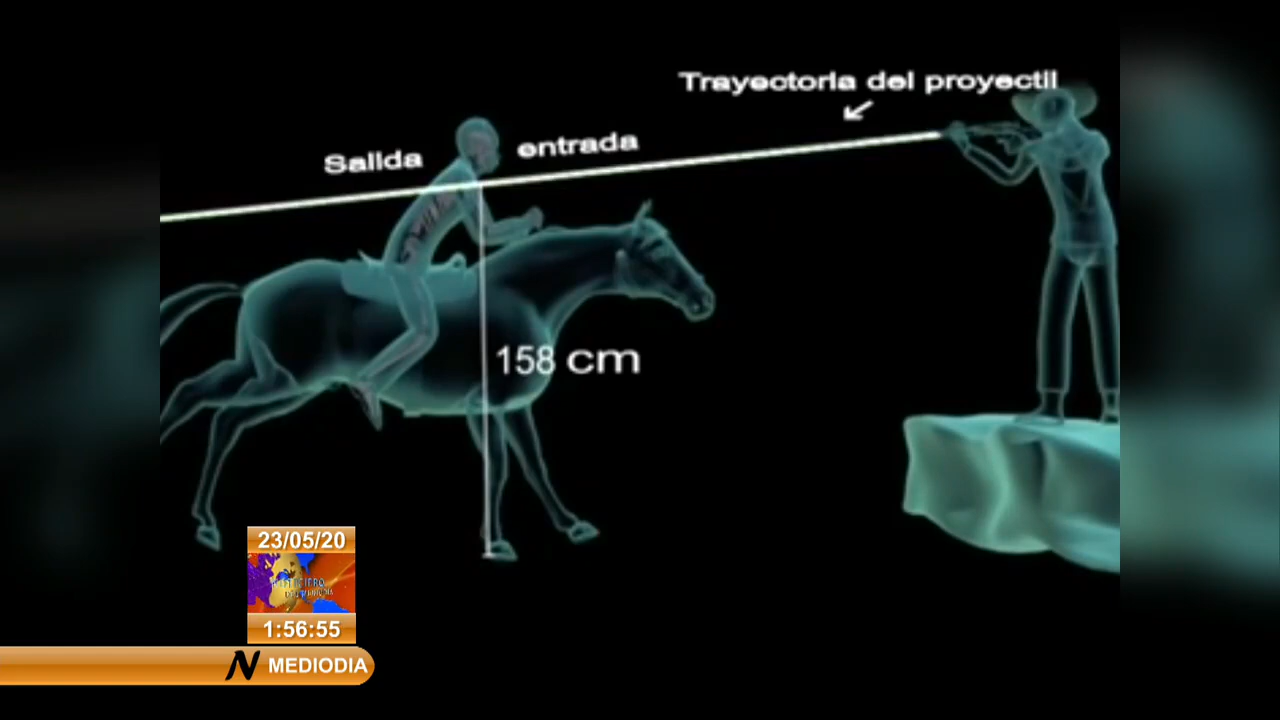 Trayectoria del proyectil
Salida
entrada
158 cm
23/05/20
1:56:55
N MEDIODIA